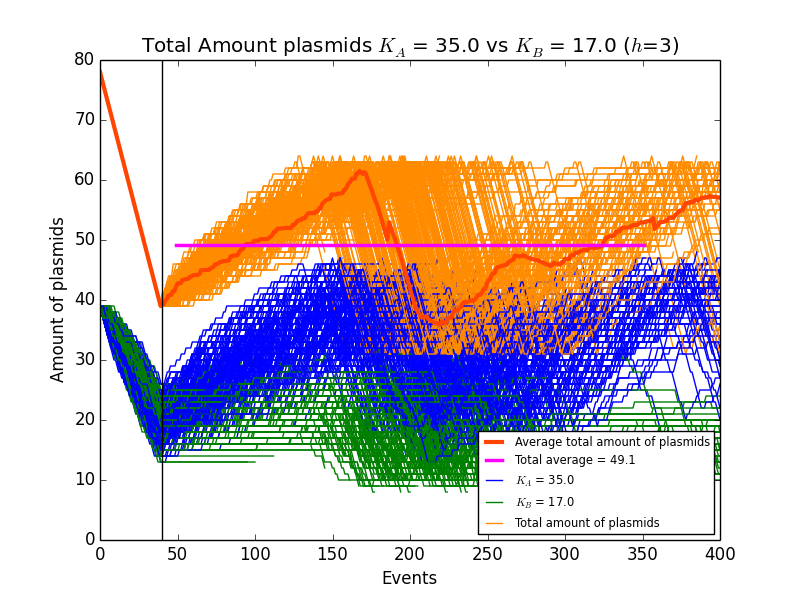 Total Amount plasmids K_A = 35.0 vs K_B = 17.0 (h=3)
80
70
60
50
40
30
20
10
0
Amount of plasmids
Average total amount of plasmids
Total average = 49.1
K_A = 35.0
K_B = 17.0
Total amount of plasmids
0 50 100 150 200 250 300 350 400
Events